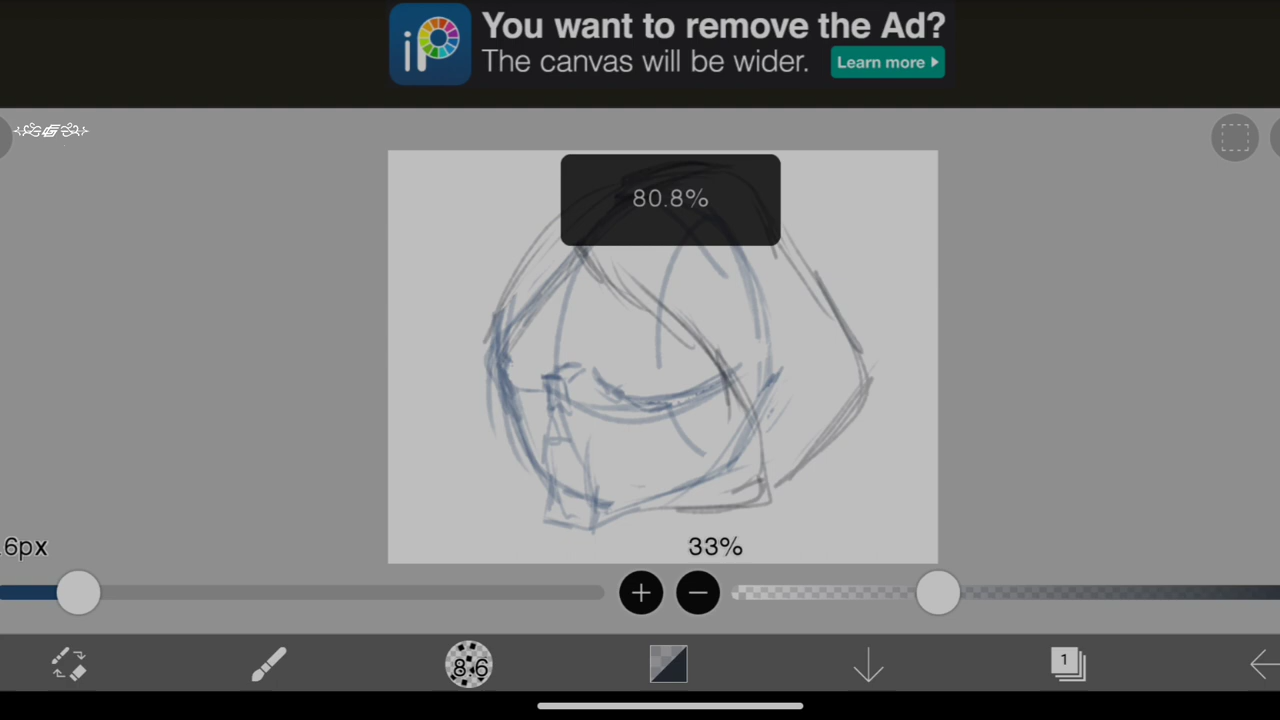 iP
You want to remove the Ad?
The canvas will be wider.
Learn more
80.8%
6px
33%
8.6
1